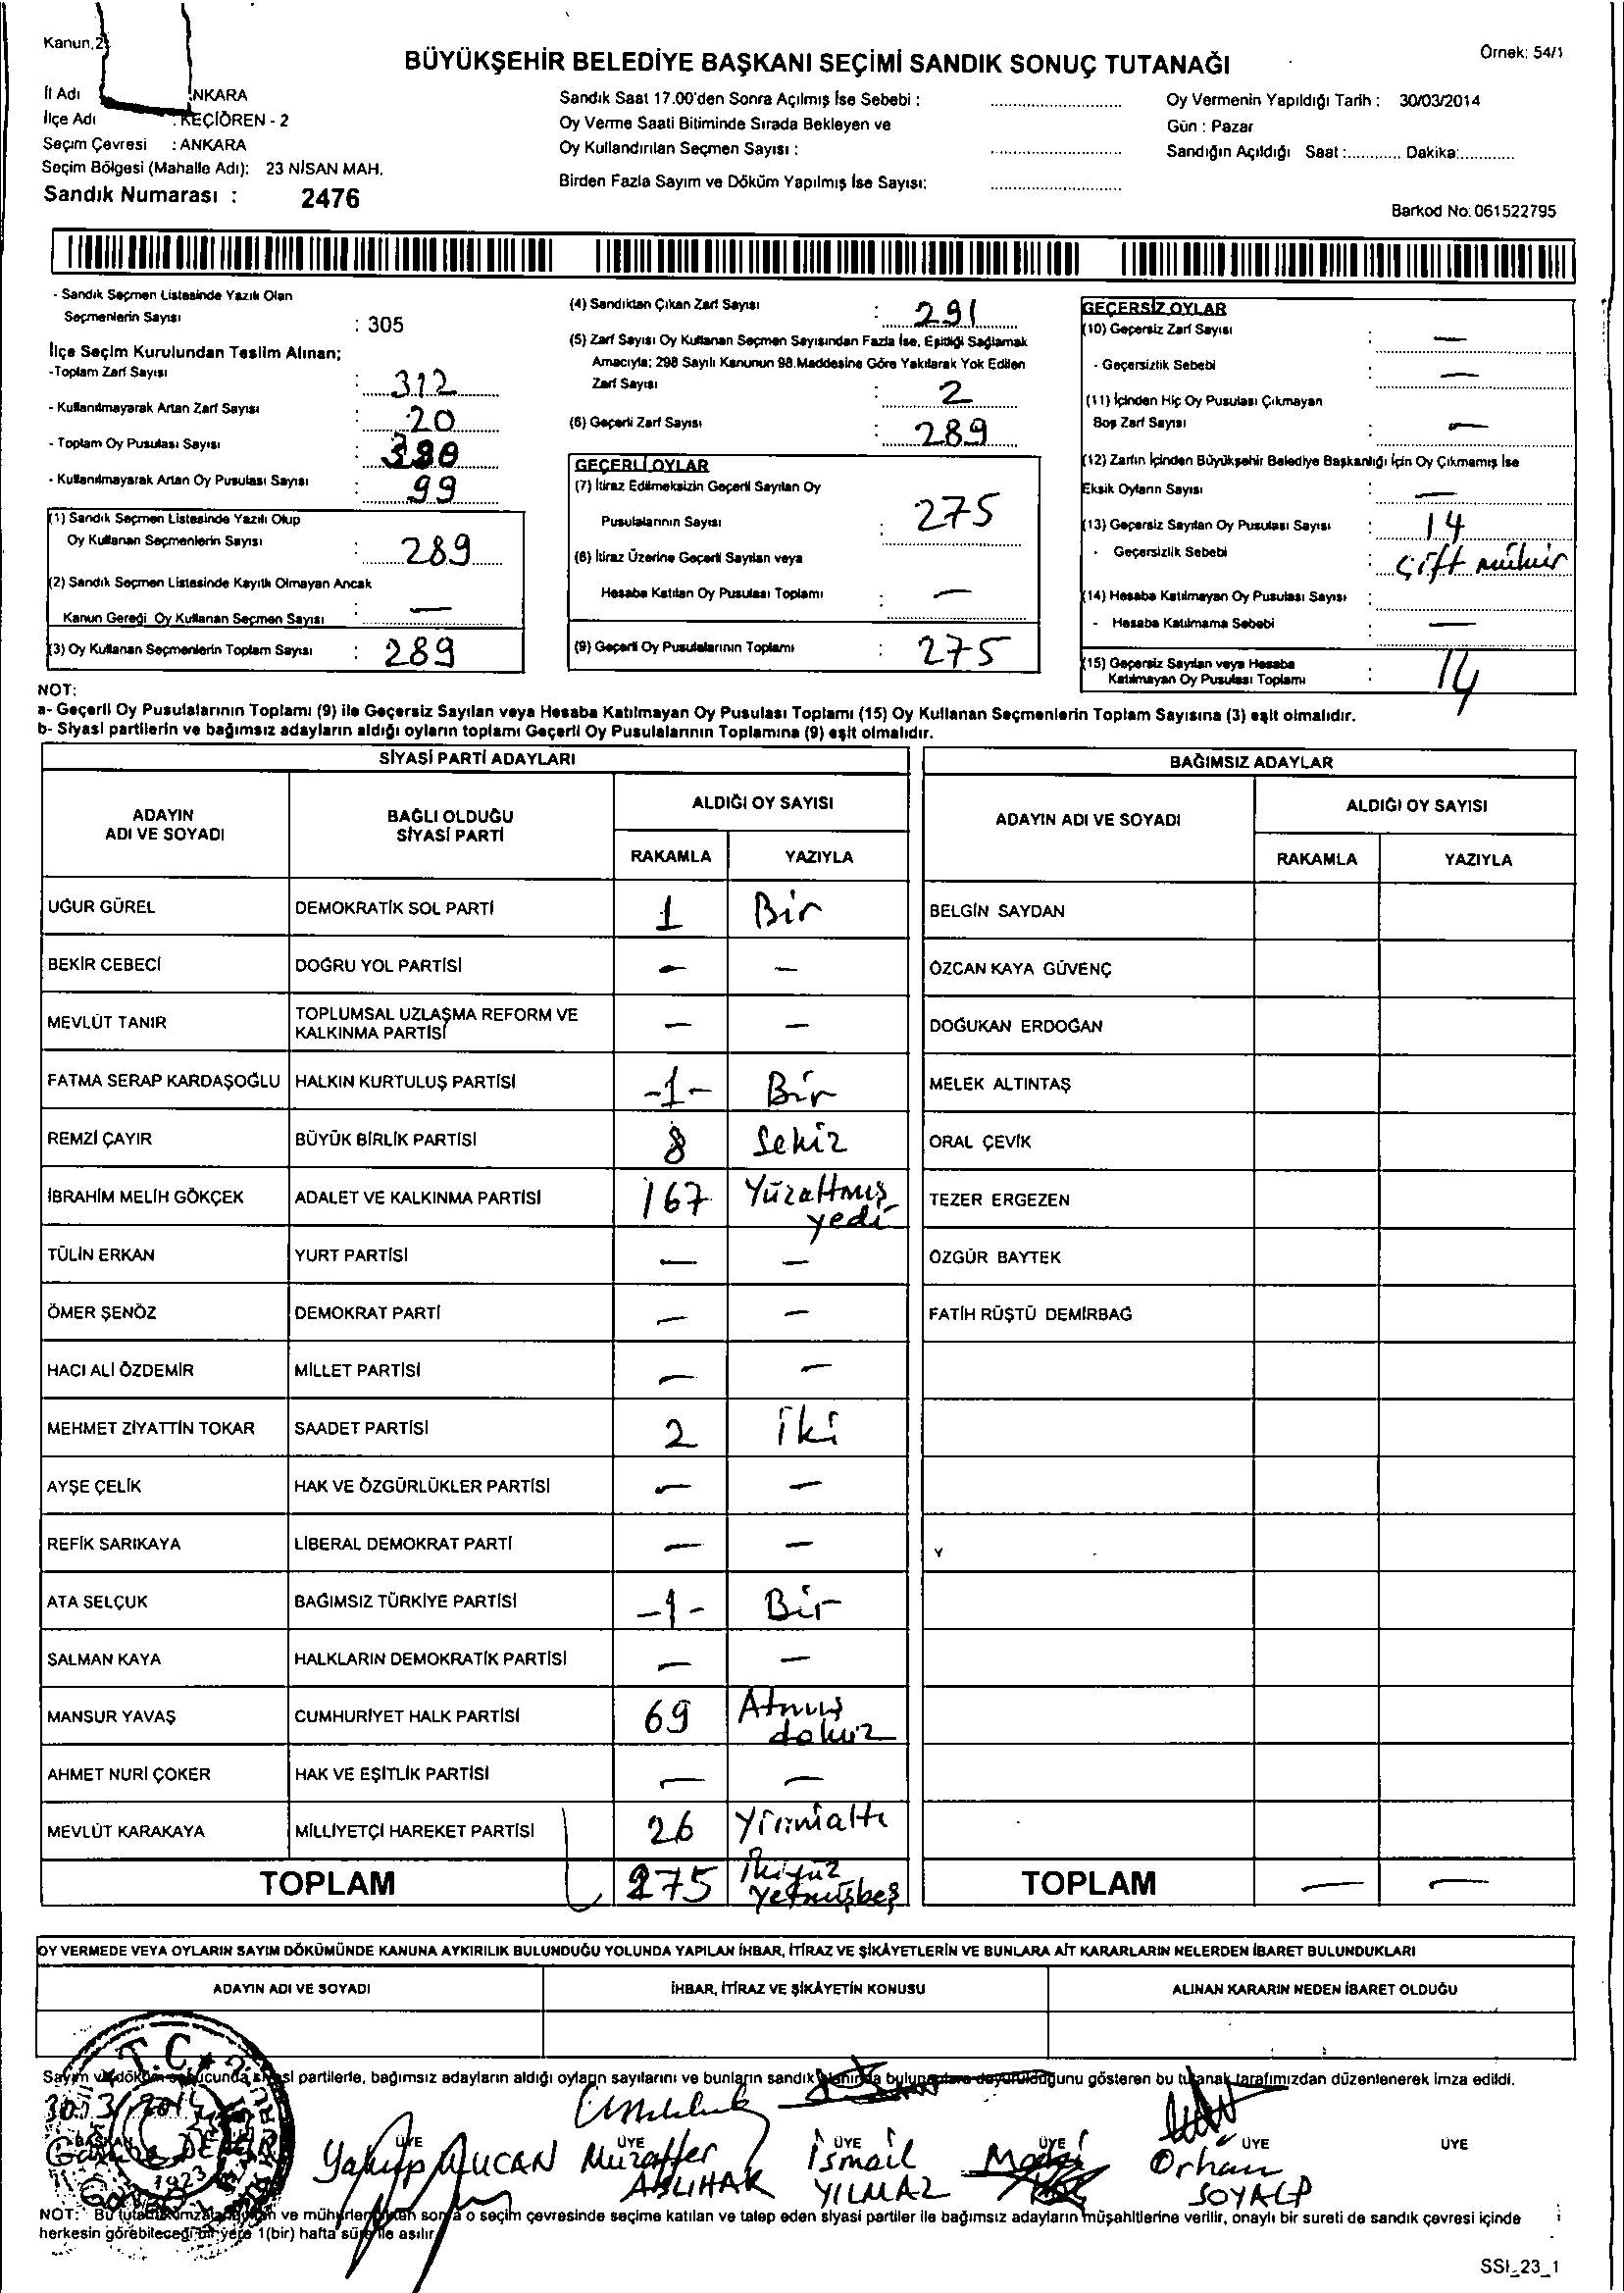 Kanun,2
Örnek: 54/1
BÜYÜKŞEHİR BELEDİYE BAŞKANI SEÇİMİ SANDIK SONUÇ TUTANAĞI
İl Adı NKARA
İlçe Adı : KEÇİÖREN - 2
Seçim Çevresi : ANKARA
Seçim Bölgesi (Mahalle Adı): 23 NİSAN MAH.
Sandık Numarası : 2476
Sandık Saat 17.00'den Sonra Açılmış İse Sebebi :
Oy Verme Saati Bitiminde Sırada Bekleyen ve
Oy Kullandırılan Seçmen Sayısı :
Birden Fazla Sayım ve Döküm Yapılmış İse Sayısı:
Oy Vermenin Yapıldığı Tarih : 30/03/2014
Gün : Pazar
Sandığın Açıldığı Saat :............ Dakika:............
Barkod No: 061522795
- Sandık Seçmen Listesinde Yazılı Olan
Seçmenlerin Sayısı : 305
İlçe Seçim Kurulundan Teslim Alınan;
-Toplam Zarf Sayısı : 312
- Kullanılmayarak Artan Zarf Sayısı : 20
- Toplam Oy Pusulası Sayısı :
- Kullanılmayarak Artan Oy Pusulası Sayısı : 99
(1) Sandık Seçmen Listesinde Yazılı Olup
Oy Kullanan Seçmenlerin Sayısı : 289
(2) Sandık Seçmen Listesinde Kayıtlı Olmayan Ancak
Kanun Gereği Oy Kullanan Seçmen Sayısı : —
(3) Oy Kullanan Seçmenlerin Toplam Sayısı : 289
(4) Sandıktan Çıkan Zarf Sayısı : 291
(5) Zarf Sayısı Oy Kullanan Seçmen Sayısından Fazla İse, Eşitliği Sağlamak
Amacıyla; 298 Sayılı Kanunun 98.Maddesine Göre Yakılarak Yok Edilen
Zarf Sayısı : 2
(6) Geçerli Zarf Sayısı : 289
GEÇERLİ OYLAR
(7) İtiraz Edilmeksizin Geçerli Sayılan Oy
Pusulalarının Sayısı : 275
(8) İtiraz Üzerine Geçerli Sayılan veya
Hesaba Katılan Oy Pusulası Toplamı : —
(9) Geçerli Oy Pusulalarının Toplamı : 275
GEÇERSİZ OYLAR
(10) Geçersiz Zarf Sayısı : —
- Geçersizlik Sebebi : —
(11) İçinden Hiç Oy Pusulası Çıkmayan
Boş Zarf Sayısı : —
(12) Zarfın İçinden Büyükşehir Belediye Başkanlığı İçin Oy Çıkmamış İse
Eksik Oyların Sayısı : —
(13) Geçersiz Sayılan Oy Pusulası Sayısı : 14
- Geçersizlik Sebebi : Çift mühür
(14) Hesaba Katılmayan Oy Pusulası Sayısı :
- Hesaba Katılmama Sebebi : —
(15) Geçersiz Sayılan veya Hesaba
Katılmayan Oy Pusulası Toplamı : 14
NOT:
a- Geçerli Oy Pusulalarının Toplamı (9) ile Geçersiz Sayılan veya Hesaba Katılmayan Oy Pusulası Toplamı (15) Oy Kullanan Seçmenlerin Toplam Sayısına (3) eşit olmalıdır.
b- Siyasi partilerin ve bağımsız adayların aldığı oyların toplamı Geçerli Oy Pusulalarının Toplamına (9) eşit olmalıdır.
SİYASİ PARTİ ADAYLARI
ADAYIN ADI VE SOYADI BAĞLI OLDUĞU SİYASİ PARTİ ALDIĞI OY SAYISI
RAKAMLA YAZIYLA
UĞUR GÜREL DEMOKRATİK SOL PARTİ 1 Bir
BEKİR CEBECİ DOĞRU YOL PARTİSİ — —
MEVLÜT TANIR TOPLUMSAL UZLAŞMA REFORM VE KALKINMA PARTİSİ — —
FATMA SERAP KARDAŞOĞLU HALKIN KURTULUŞ PARTİSİ -1- Bir
REMZİ ÇAYIR BÜYÜK BİRLİK PARTİSİ 8 Sekiz
İBRAHİM MELİH GÖKÇEK ADALET VE KALKINMA PARTİSİ 167 Yüzaltmış yedi
TÜLİN ERKAN YURT PARTİSİ — —
ÖMER ŞENÖZ DEMOKRAT PARTİ — —
HACI ALİ ÖZDEMİR MİLLET PARTİSİ — —
MEHMET ZİYATTİN TOKAR SAADET PARTİSİ 2 iki
AYŞE ÇELİK HAK VE ÖZGÜRLÜKLER PARTİSİ — —
REFİK SARIKAYA LİBERAL DEMOKRAT PARTİ — —
ATA SELÇUK BAĞIMSIZ TÜRKİYE PARTİSİ -1- Bir
SALMAN KAYA HALKLARIN DEMOKRATİK PARTİSİ — —
MANSUR YAVAŞ CUMHURİYET HALK PARTİSİ 69 Atmış dokuz
AHMET NURİ ÇOKER HAK VE EŞİTLİK PARTİSİ — —
MEVLÜT KARAKAYA MİLLİYETÇİ HAREKET PARTİSİ 26 Yirmialtı
TOPLAM 275 İkiyüz Yetmişbeş
BAĞIMSIZ ADAYLAR
ADAYIN ADI VE SOYADI ALDIĞI OY SAYISI
RAKAMLA YAZIYLA
BELGİN SAYDAN
ÖZCAN KAYA GÜVENÇ
DOĞUKAN ERDOĞAN
MELEK ALTINTAŞ
ORAL ÇEVİK
TEZER ERGEZEN
ÖZGÜR BAYTEK
FATİH RÜŞTÜ DEMİRBAĞ
TOPLAM — —
OY VERMEDE VEYA OYLARIN SAYIM DÖKÜMÜNDE KANUNA AYKIRILIK BULUNDUĞU YOLUNDA YAPILAN İHBAR, İTİRAZ VE ŞİKÂYETLERİN VE BUNLARA AİT KARARLARIN NELERDEN İBARET BULUNDUKLARI
ADAYIN ADI VE SOYADI İHBAR, İTİRAZ VE ŞİKÂYETİN KONUSU ALINAN KARARIN NEDEN İBARET OLDUĞU
T.C.
Sayım partilerle, bağımsız adayların aldığı oyların sayılarını ve bunların sandık gösteren bu tutanak tarafımızdan düzenlenerek imza edildi.
BAŞKAN ÜYE ÜYE ÜYE ÜYE ÜYE ÜYE
Yakup Muzaffer İsmail Orhan
ASLIHAK YILMAZ SOYALP
1923
NOT: Bu ve o seçim çevresinde seçime katılan ve talep eden siyasi partiler ile bağımsız adayların müşahitlerine verilir, onaylı bir sureti de sandık çevresi içinde
herkesin görebileceği bir yere 1(bir) hafta süre ile asılır
SSI_23_1